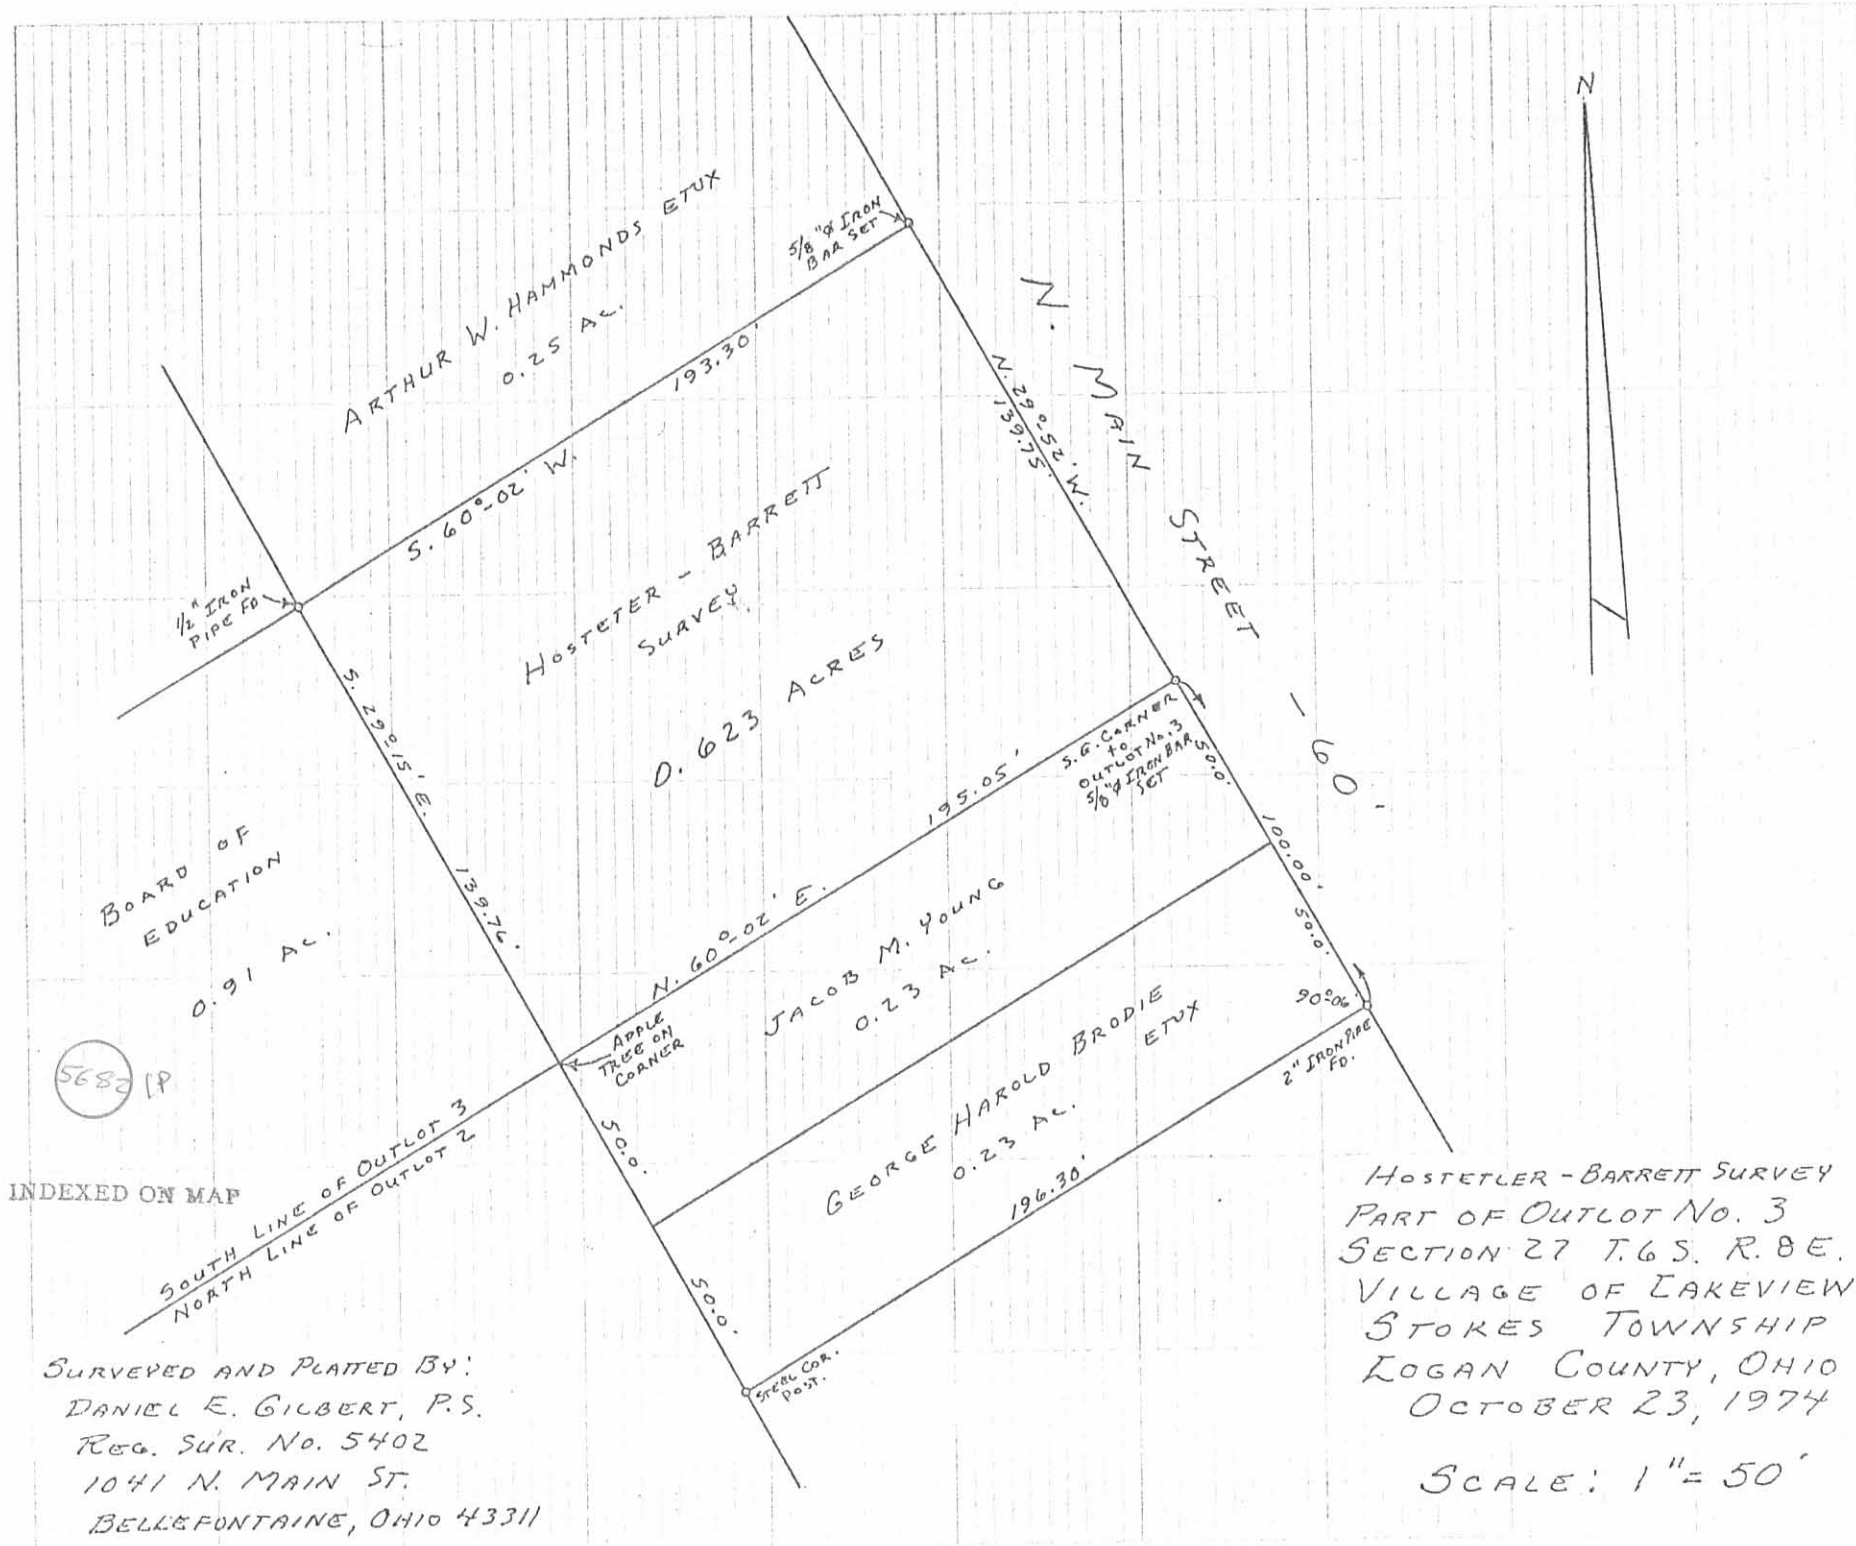 N
ARTHUR W. HAMMONDS ETUX
0.25 AC.
5/8"Ø IRON
BAR SET
193.30'
S. 60°-02' W.
N. MAIN STREET - 60'
N. 29°-52' W.
139.75'
1/2" IRON
PIPE FD
HOSTETER - BARRETT
SURVEY
0.623 ACRES
S. 29°-15' E.
139.76'
BOARD OF
EDUCATION
0.91 AC.
195.05'
N. 60°-02' E.
S.E. CORNER
to
OUTLOT No. 3
5/8"Ø IRON BAR
SET
50.0'
100.00'
50.0'
90°-06'
APPLE
TREE ON
CORNER
JACOB M. YOUNG
0.23 AC.
GEORGE HAROLD BRODIE
ETUX
0.23 AC.
2" IRON PIPE
FD.
196.30'
50.0'
50.0'
STEEL COR.
POST.
5682 LP
INDEXED ON MAP
SOUTH LINE OF OUTLOT 3
NORTH LINE OF OUTLOT 2
SURVEYED AND PLATTED BY:
DANIEL E. GILBERT, P.S.
REG. SUR. No. 5402
1041 N. MAIN ST.
BELLEFONTAINE, OHIO 43311
HOSTETLER - BARRETT SURVEY
PART OF OUTLOT No. 3
SECTION 27 T. 6 S. R. 8 E.
VILLAGE OF LAKEVIEW
STOKES TOWNSHIP
LOGAN COUNTY, OHIO
OCTOBER 23, 1974
SCALE: 1" = 50'